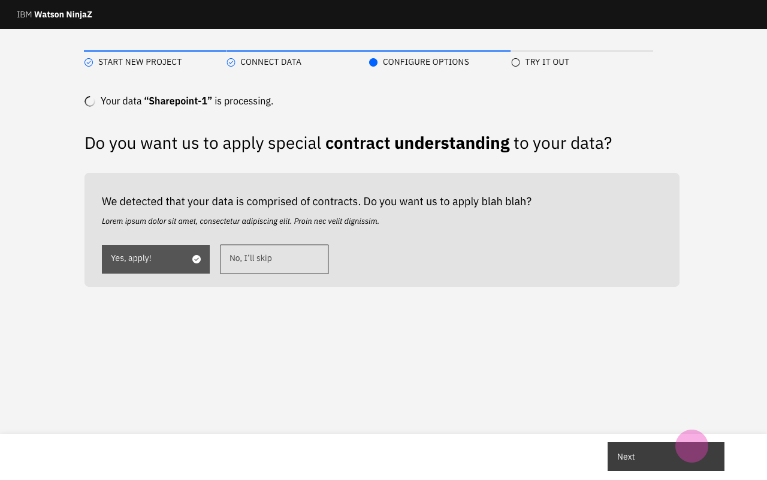 IBM Watson NinjaZ
START NEW PROJECT
CONNECT DATA
CONFIGURE OPTIONS
TRY IT OUT
Your data “Sharepoint-1” is processing.
Do you want us to apply special contract understanding to your data?
We detected that your data is comprised of contracts. Do you want us to apply blah blah?
Lorem ipsum dolor sit amet, consectetur adipiscing elit. Proin nec velit dignissim.
Yes, apply!
No, I’ll skip
Next